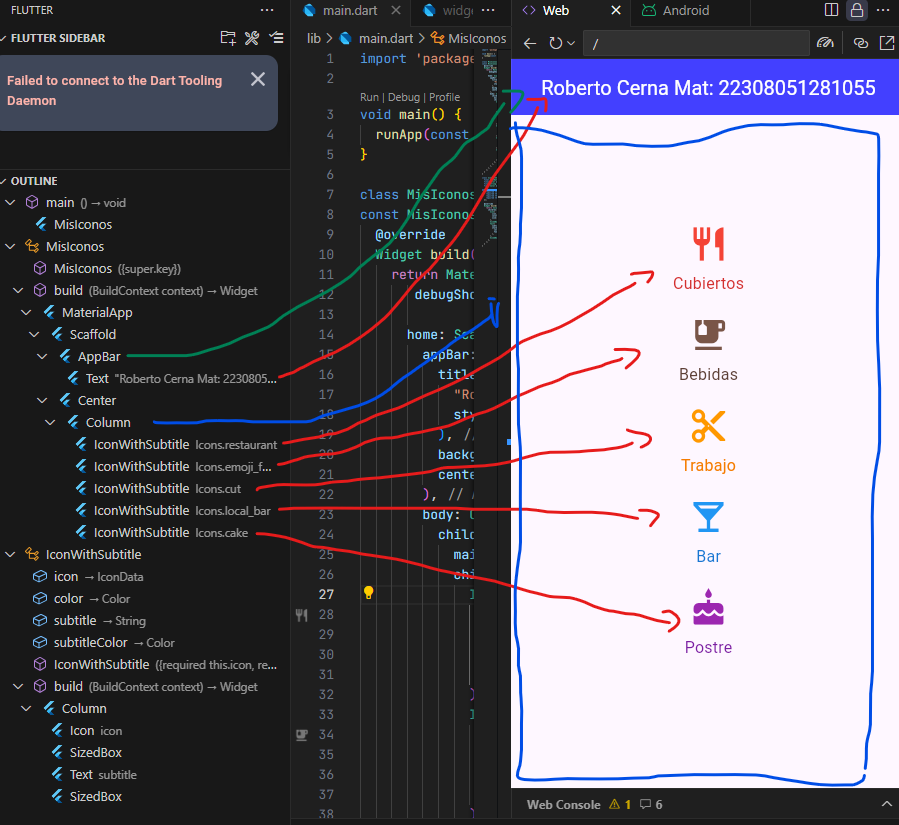 FLUTTER
FLUTTER SIDEBAR
Failed to connect to the Dart Tooling
Daemon
OUTLINE
main () → void
MisIconos
MisIconos
MisIconos ({super.key})
build (BuildContext context) → Widget
MaterialApp
Scaffold
AppBar
Text "Roberto Cerna Mat: 2230805...
Center
Column
IconWithSubtitle Icons.restaurant
IconWithSubtitle Icons.emoji_f...
IconWithSubtitle Icons.cut
IconWithSubtitle Icons.local_bar
IconWithSubtitle Icons.cake
IconWithSubtitle
icon → IconData
color → Color
subtitle → String
subtitleColor → Color
IconWithSubtitle ({required this.icon, re...
build (BuildContext context) → Widget
Column
Icon icon
SizedBox
Text subtitle
SizedBox
main.dart
widge
lib > main.dart > MisIconos
1 import 'package
2
Run | Debug | Profile
3 void main() {
4 runApp(const
5 }
6
7 class MisIconos
8 const MisIconos
9 @override
10 Widget build(
11 return Mate
12 debugSho
13
14 home: Sca
15 appBar:
16 title
17 "Ro
18 sty
19 ), //
20 backg
21 cente
22 ), //
23 body:
24 child
25 mai
26 chi
27
28
29
30
31
32 )
33
34
35
36
37
38 )
Web
Android
/
Roberto Cerna Mat: 22308051281055
Cubiertos
Bebidas
Trabajo
Bar
Postre
Web Console 1 6